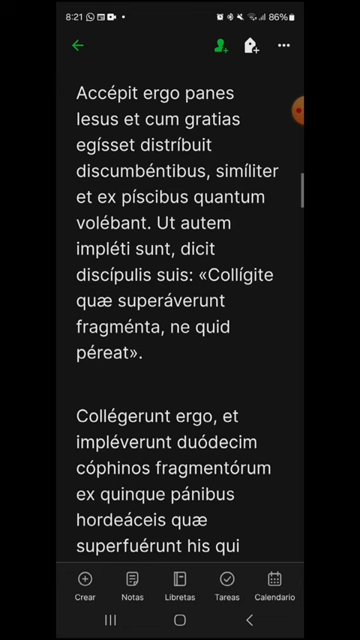 8:21
86%
Accépit ergo panes
Iesus et cum gratias
egísset distríbuit
discumbéntibus, simíliter
et ex píscibus quantum
volébant. Ut autem
impléti sunt, dicit
discípulis suis: «Collígite
quæ superáverunt
fragménta, ne quid
péreat».
Collégerunt ergo, et
impléverunt duódecim
cóphinos fragmentórum
ex quinque pánibus
hordeáceis quæ
superfuérunt his qui
Crear Notas Libretas Tareas Calendario